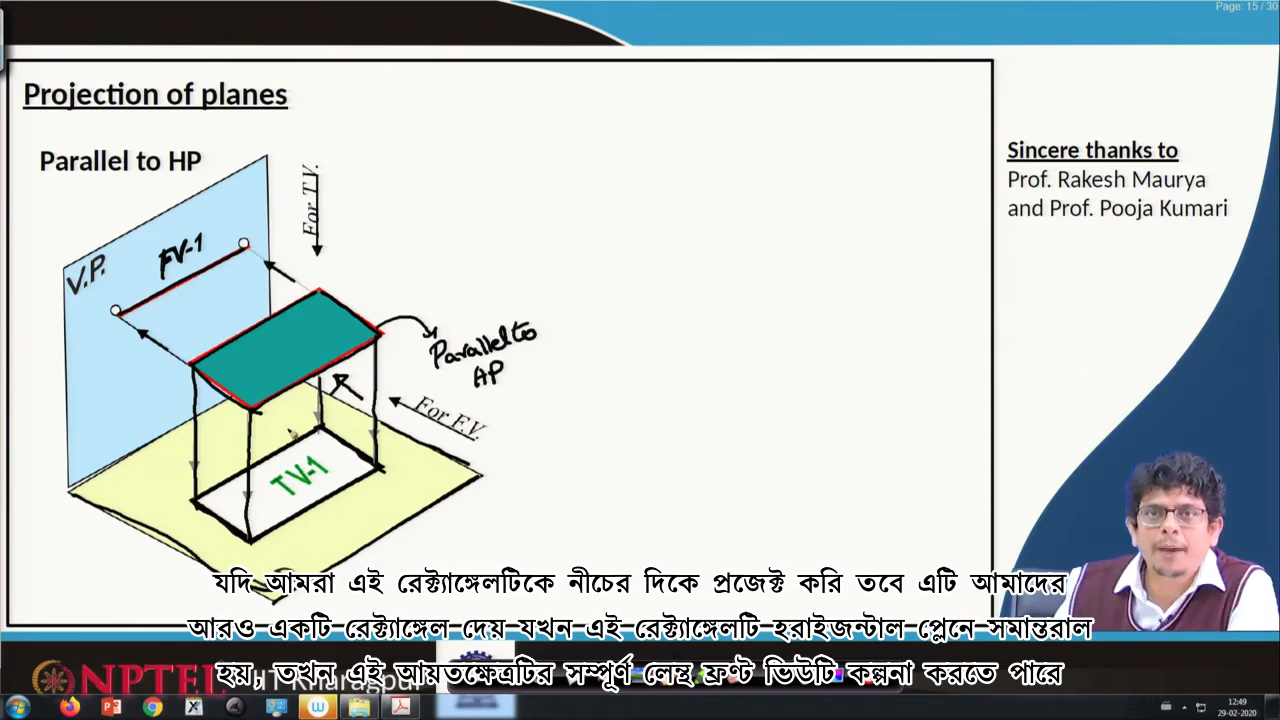 Page: 15 / 30
Projection of planes
Parallel to HP
For T.V.
V.P.
FV-1
Parallel to
AP
For F.V.
TV-1
Sincere thanks to
Prof. Rakesh Maurya
and Prof. Pooja Kumari
যদি আমরা এই রেক্ট্যাঙ্গেলটিকে নীচের দিকে প্রজেক্ট করি তবে এটি আমাদের
আরও একটি রেক্ট্যাঙ্গেল দেয় যখন এই রেক্ট্যাঙ্গেলটি হরাইজন্টাল প্লেনে সমান্তরাল
হয়, তখন এই আয়তক্ষেত্রটির সম্পূর্ণ লেন্থ ফ্রণ্ট ভিউটি কল্পনা করতে পারে
NPTEL
12:49
29-02-2020